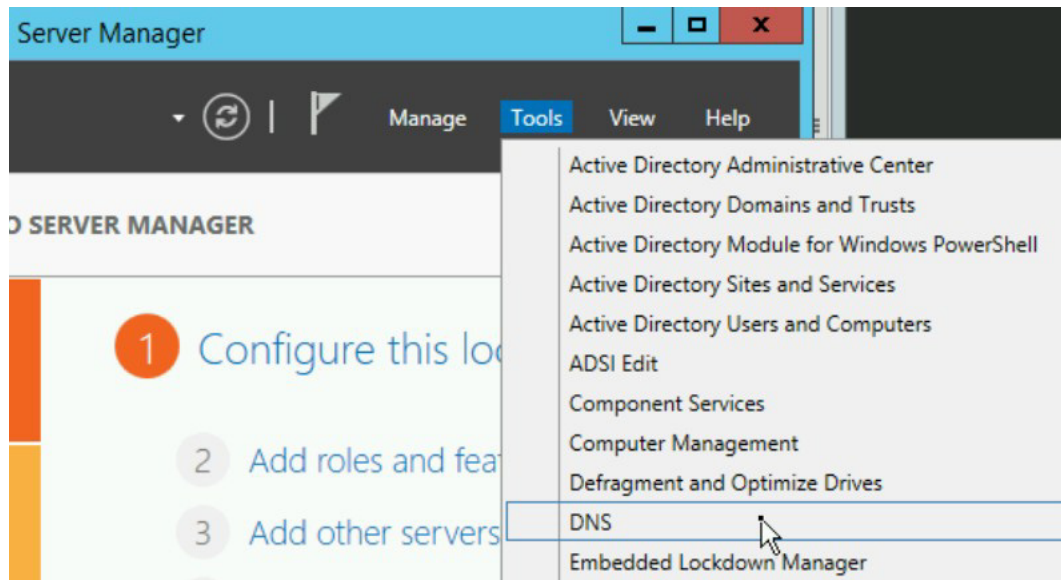 Server Manager
Manage Tools View Help
SERVER MANAGER
1 Configure this
2 Add roles and
3 Add other servers
Active Directory Administrative Center
Active Directory Domains and Trusts
Active Directory Module for Windows PowerShell
Active Directory Sites and Services
Active Directory Users and Computers
ADSI Edit
Component Services
Computer Management
Defragment and Optimize Drives
DNS
Embedded Lockdown Manager